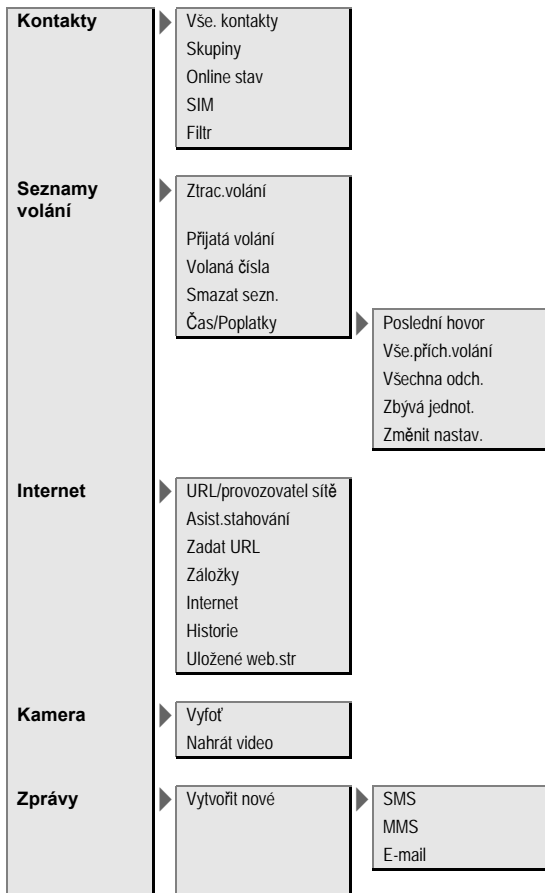 Kontakty
Vše. kontakty
Skupiny
Online stav
SIM
Filtr
Seznamy
volání
Ztrac.volání
Přijatá volání
Volaná čísla
Smazat sezn.
Čas/Poplatky
Poslední hovor
Vše.přích.volání
Všechna odch.
Zbývá jednot.
Změnit nastav.
Internet
URL/provozovatel sítě
Asist.stahování
Zadat URL
Záložky
Internet
Historie
Uložené web.str
Kamera
Vyfoť
Nahrát video
Zprávy
Vytvořit nové
SMS
MMS
E-mail